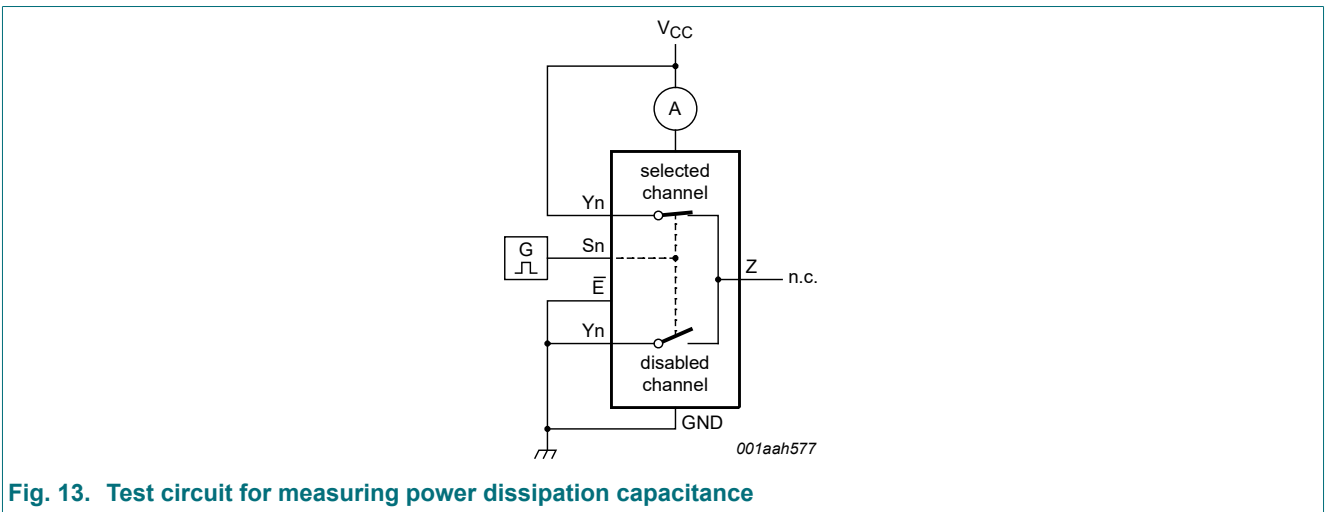 VCC
A
selected
channel
Yn
G
Sn
E̅
Z
n.c.
Yn
disabled
channel
GND
001aah577
Fig. 13. Test circuit for measuring power dissipation capacitance